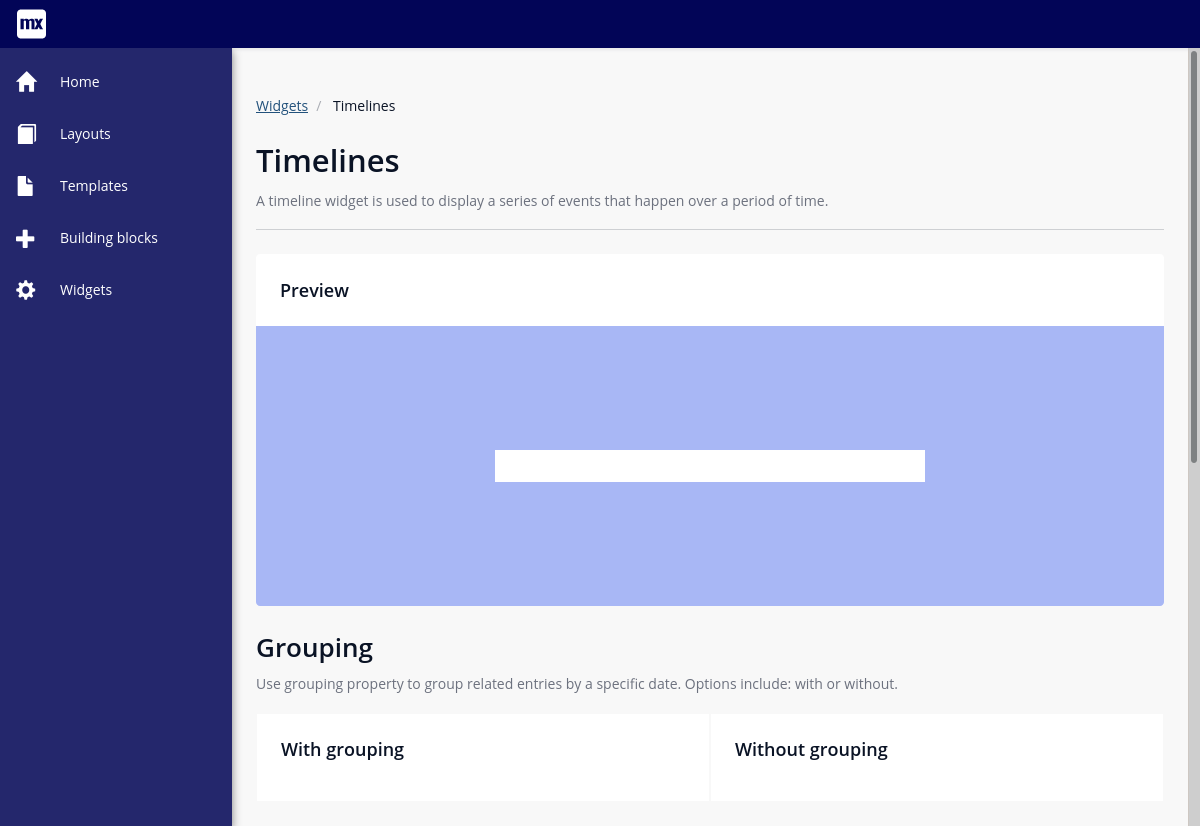 mx
Home
Layouts
Templates
Building blocks
Widgets
Widgets / Timelines
Timelines
A timeline widget is used to display a series of events that happen over a period of time.
Preview
Grouping
Use grouping property to group related entries by a specific date. Options include: with or without.
With grouping
Without grouping